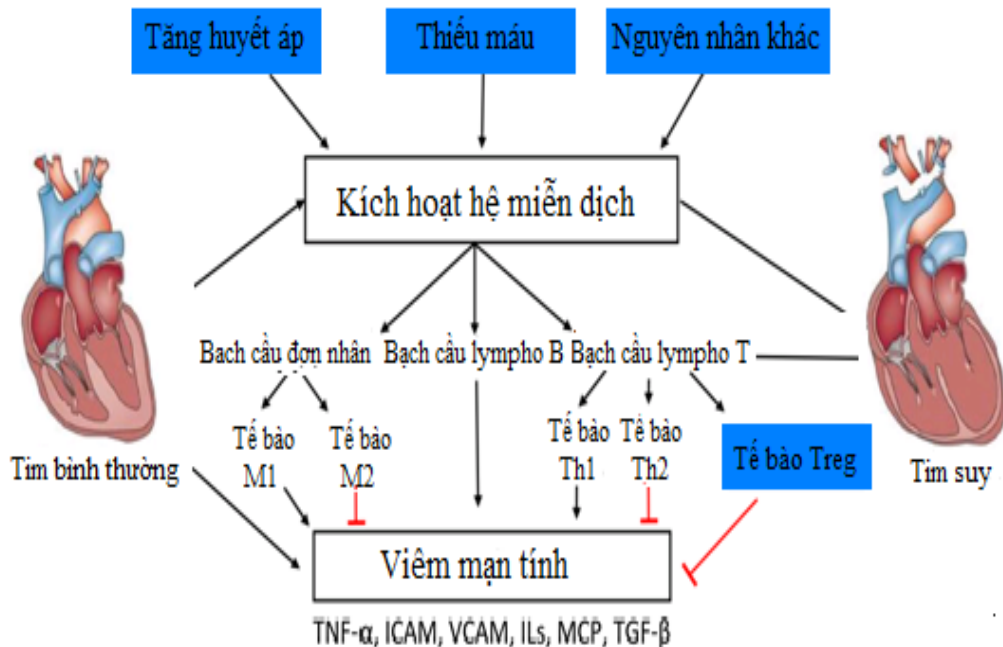 Tăng huyết áp
Thiếu máu
Nguyên nhân khác
Kích hoạt hệ miễn dịch
Bạch cầu đơn nhân
Bạch cầu lympho B
Bạch cầu lympho T
Tế bào
M1
Tế bào
M2
Tế bào
Th1
Tế bào
Th2
Tế bào Treg
Tim bình thường
Tim suy
Viêm mạn tính
TNF-α, ICAM, VCAM, ILs, MCP, TGF-β